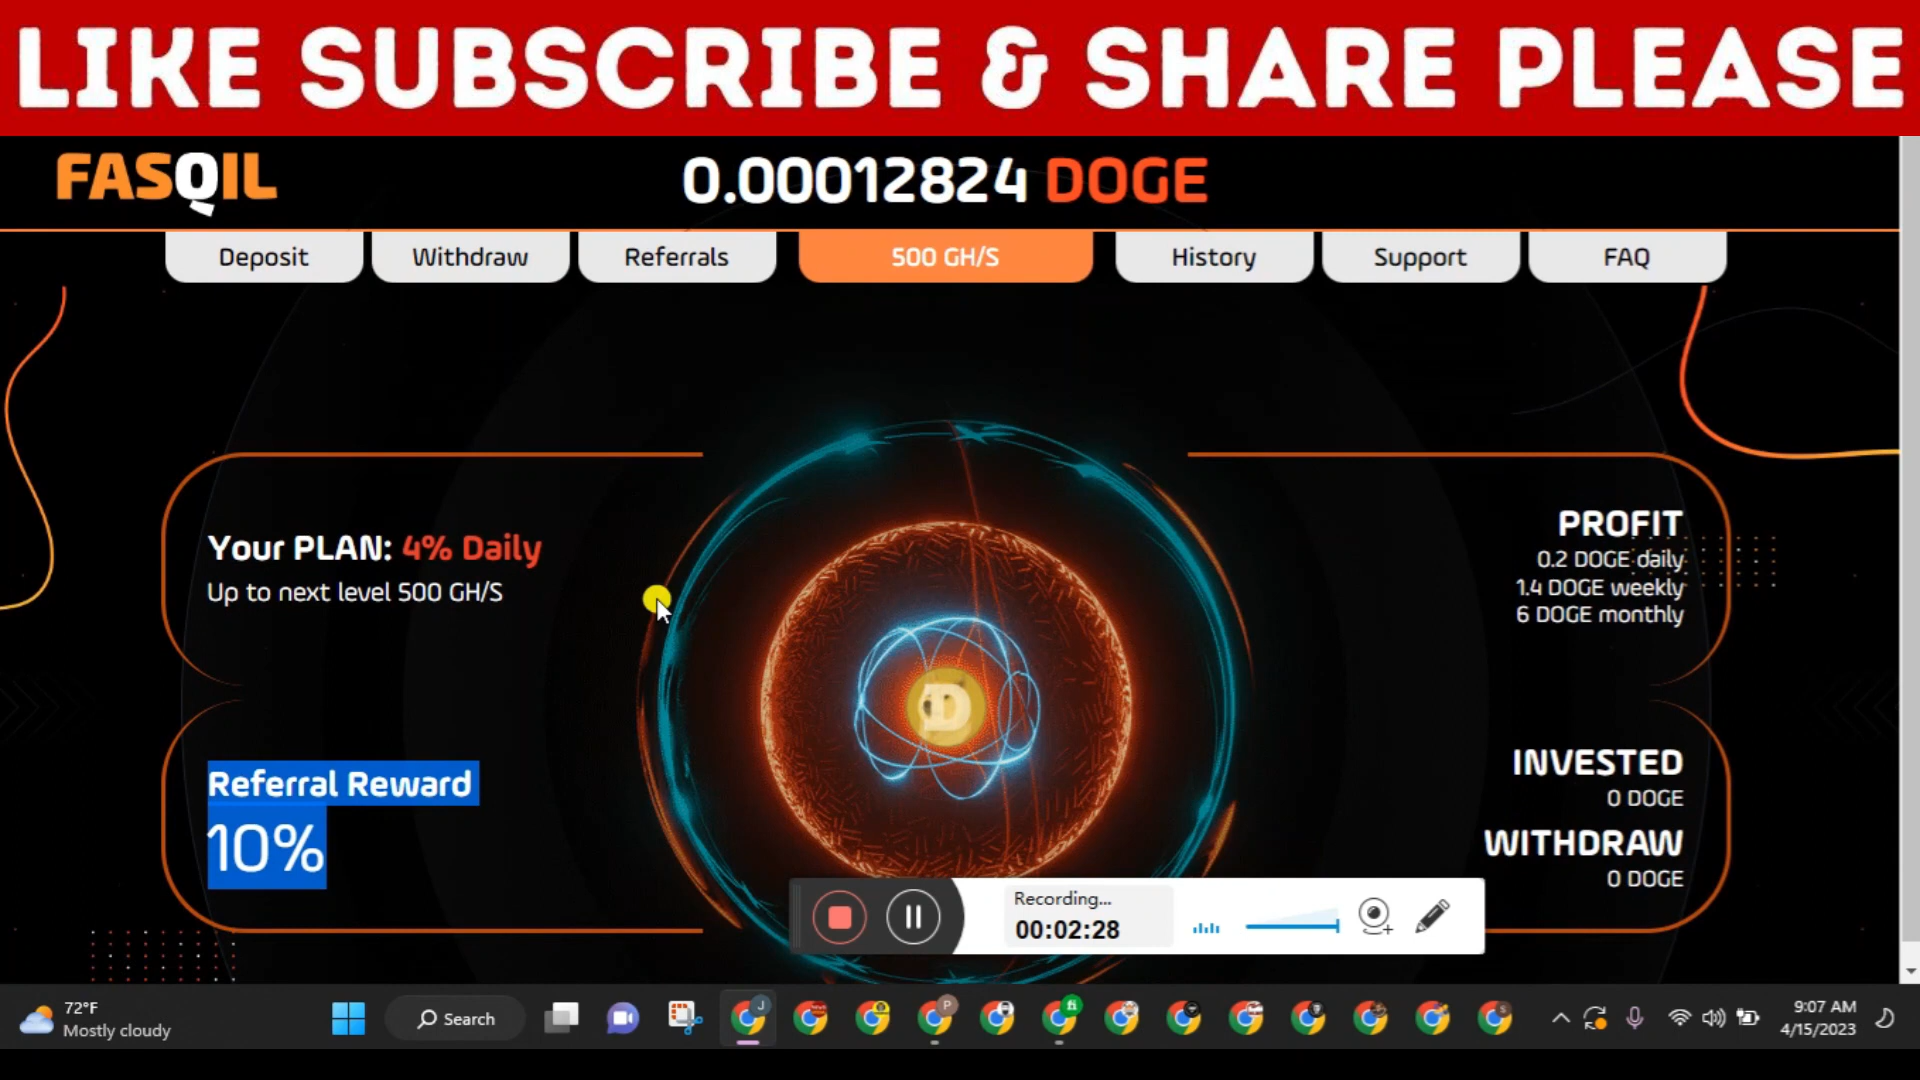 LIKE SUBSCRIBE & SHARE PLEASE
FASQIL
0.00012824 DOGE
Deposit
Withdraw
Referrals
500 GH/S
History
Support
FAQ
Your PLAN: 4% Daily
Up to next level 500 GH/S
PROFIT
0.2 DOGE daily
1.4 DOGE weekly
6 DOGE monthly
Referral Reward
10%
INVESTED
0 DOGE
WITHDRAW
0 DOGE
Recording...
00:02:28
72°F
Mostly cloudy
Search
9:07 AM
4/15/2023